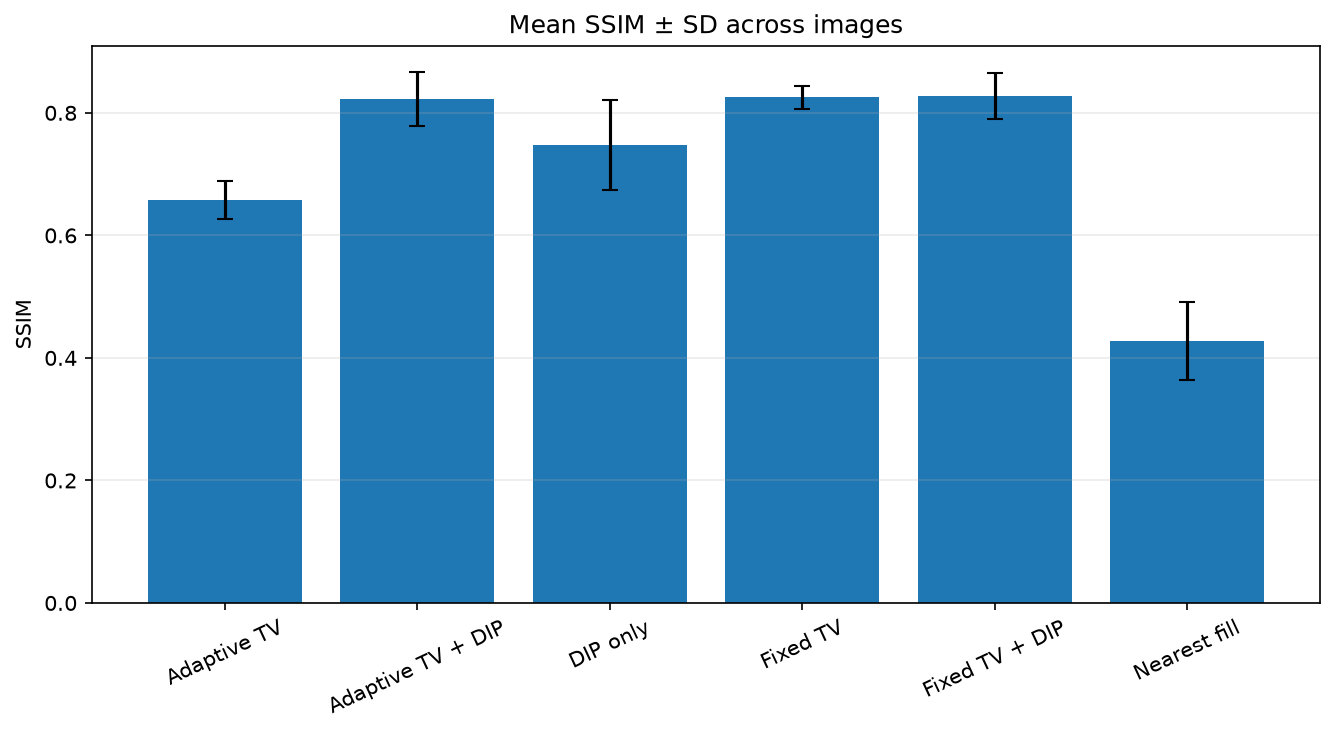 Mean SSIM ± SD across images
SSIM
0.8
0.6
0.4
0.2
0.0
Adaptive TV
Adaptive TV + DIP
DIP only
Fixed TV
Fixed TV + DIP
Nearest fill